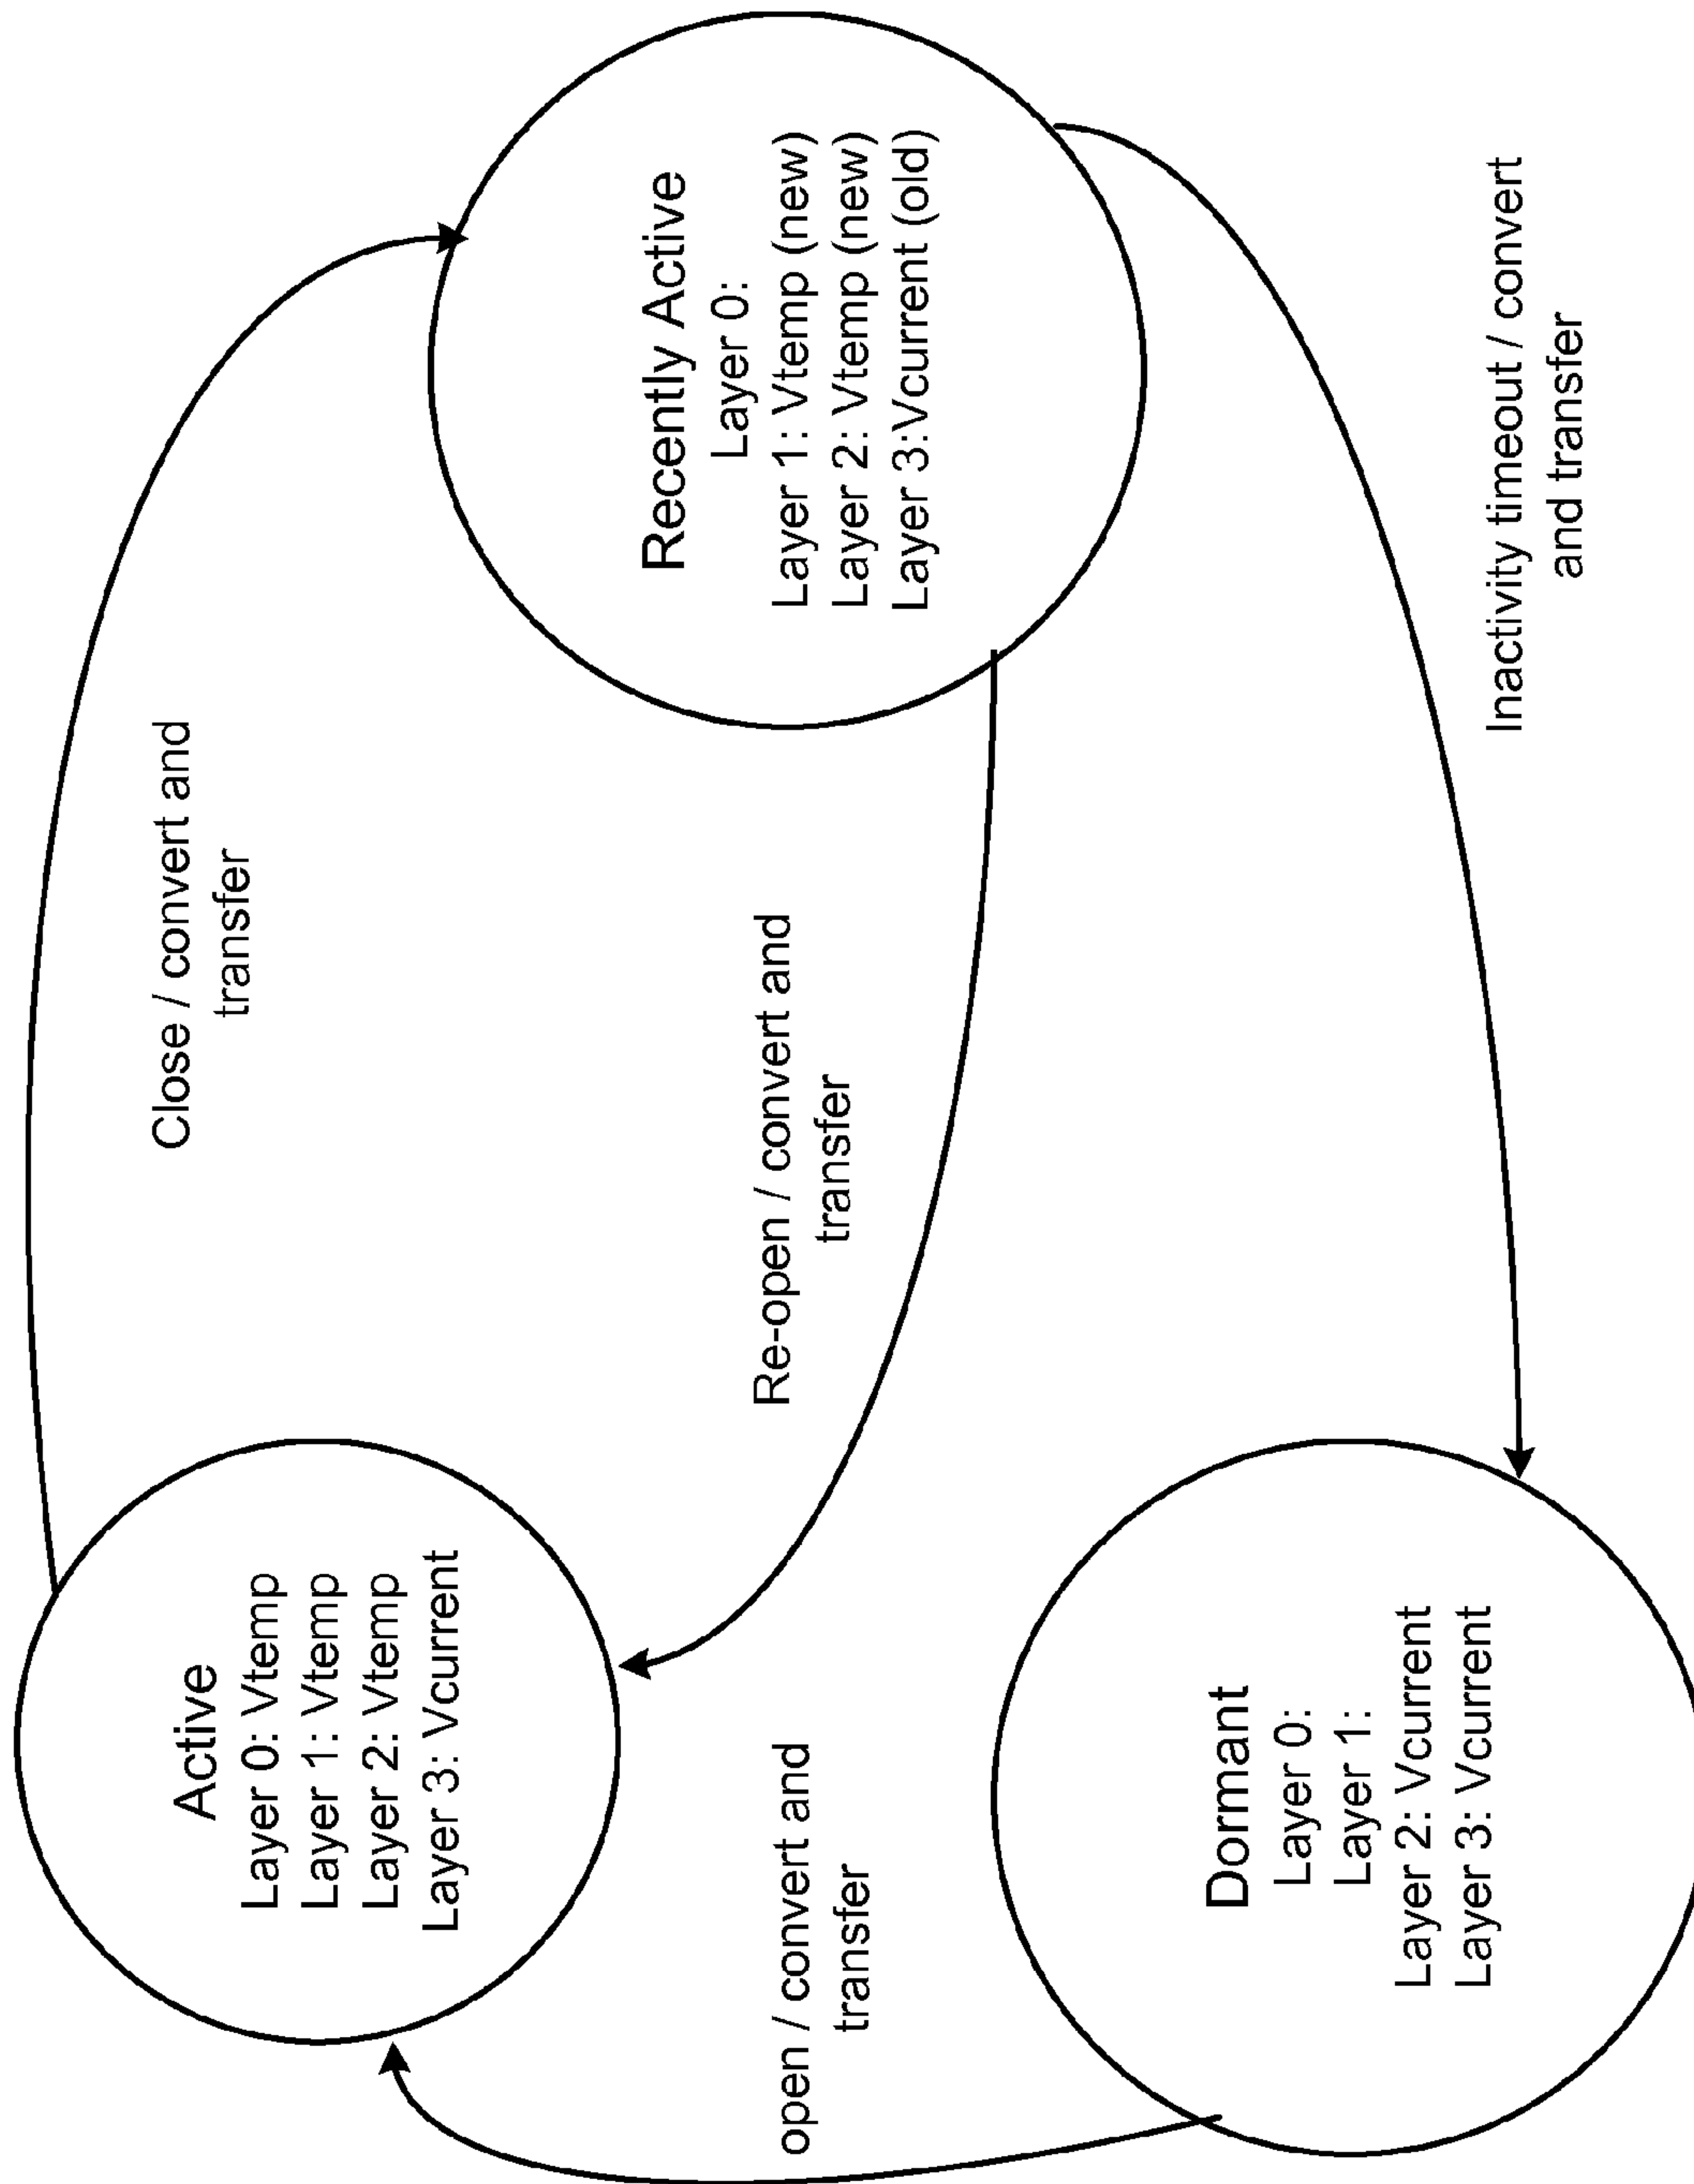 Close / convert and
transfer
Active
Layer 0: Vtemp
Layer 1: Vtemp
Layer 2: Vtemp
Layer 3: Vcurrent
Recently Active
Layer 0:
Layer 1: Vtemp (new)
Layer 2: Vtemp (new)
Layer 3:Vcurrent (old)
Re-open / convert and
transfer
open / convert and
transfer
Dormant
Layer 0:
Layer 1:
Layer 2: Vcurrent
Layer 3: Vcurrent
Inactivity timeout / convert
and transfer